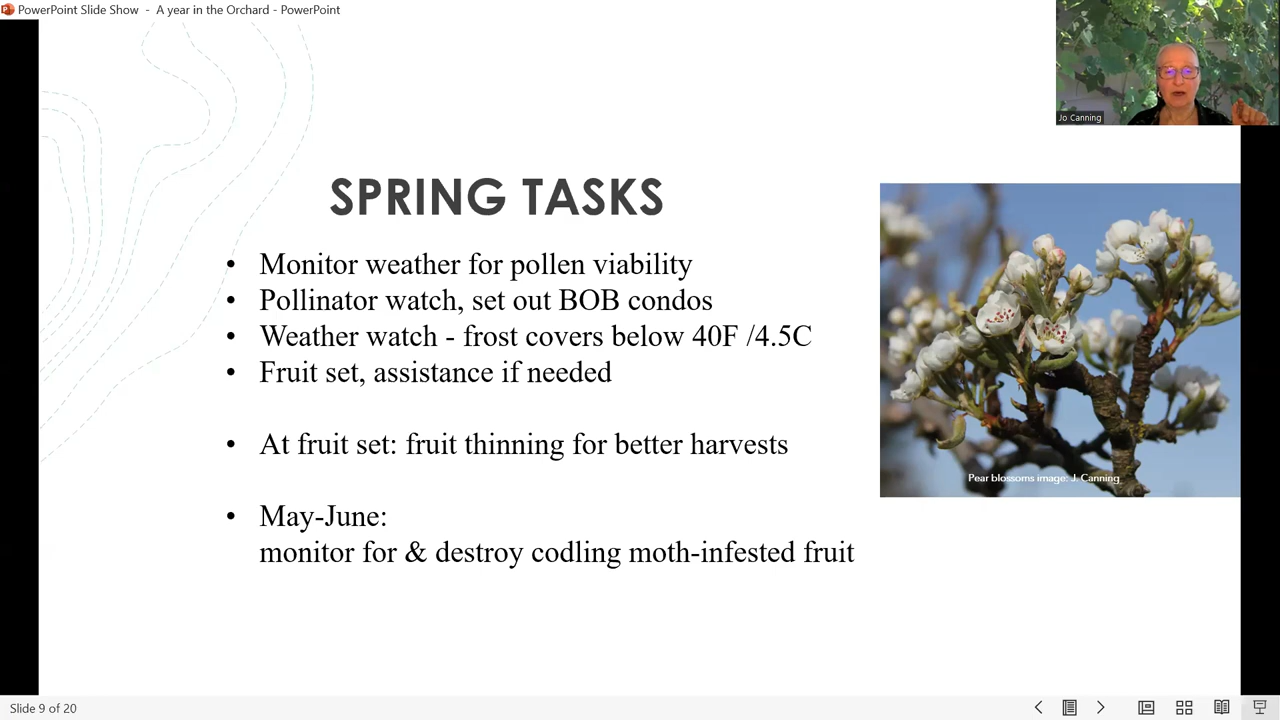 PowerPoint Slide Show - A year in the Orchard - PowerPoint
Jo Canning
SPRING TASKS
• Monitor weather for pollen viability
• Pollinator watch, set out BOB condos
• Weather watch - frost covers below 40F /4.5C
• Fruit set, assistance if needed
• At fruit set: fruit thinning for better harvests
• May-June:
monitor for & destroy codling moth-infested fruit
Pear blossoms image: J. Canning
Slide 9 of 20